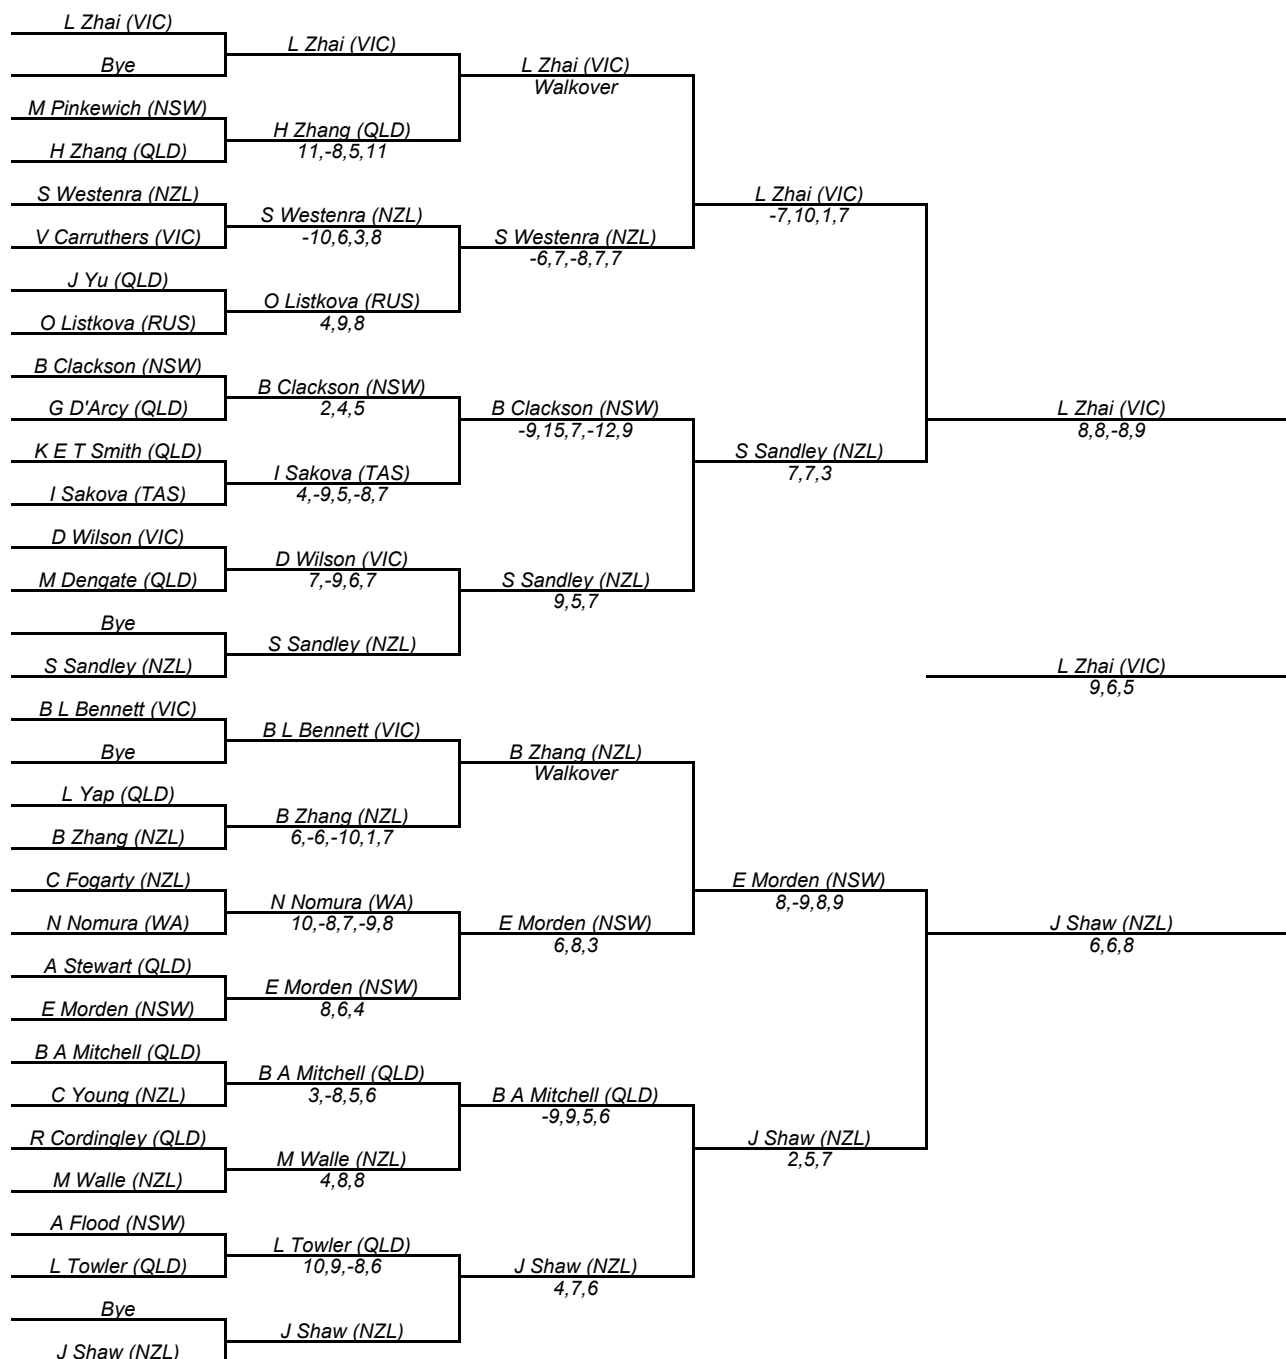 L Zhai (VIC)
L Zhai (VIC)
Bye
L Zhai (VIC)
Walkover
M Pinkewich (NSW)
H Zhang (QLD)
H Zhang (QLD)
11,-8,5,11
S Westenra (NZL)
L Zhai (VIC)
-7,10,1,7
S Westenra (NZL)
V Carruthers (VIC)
-10,6,3,8
S Westenra (NZL)
-6,7,-8,7,7
J Yu (QLD)
O Listkova (RUS)
O Listkova (RUS)
4,9,8
B Clackson (NSW)
B Clackson (NSW)
G D'Arcy (QLD)
2,4,5
B Clackson (NSW)
-9,15,7,-12,9
L Zhai (VIC)
8,8,-8,9
K E T Smith (QLD)
S Sandley (NZL)
7,7,3
I Sakova (TAS)
I Sakova (TAS)
4,-9,5,-8,7
D Wilson (VIC)
D Wilson (VIC)
M Dengate (QLD)
7,-9,6,7
S Sandley (NZL)
9,5,7
Bye
S Sandley (NZL)
S Sandley (NZL)
L Zhai (VIC)
9,6,5
B L Bennett (VIC)
B L Bennett (VIC)
Bye
B Zhang (NZL)
Walkover
L Yap (QLD)
B Zhang (NZL)
B Zhang (NZL)
6,-6,-10,1,7
C Fogarty (NZL)
E Morden (NSW)
8,-9,8,9
N Nomura (WA)
N Nomura (WA)
10,-8,7,-9,8
E Morden (NSW)
6,8,3
J Shaw (NZL)
6,6,8
A Stewart (QLD)
E Morden (NSW)
E Morden (NSW)
8,6,4
B A Mitchell (QLD)
B A Mitchell (QLD)
C Young (NZL)
3,-8,5,6
B A Mitchell (QLD)
-9,9,5,6
R Cordingley (QLD)
J Shaw (NZL)
2,5,7
M Walle (NZL)
M Walle (NZL)
4,8,8
A Flood (NSW)
L Towler (QLD)
L Towler (QLD)
10,9,-8,6
J Shaw (NZL)
4,7,6
Bye
J Shaw (NZL)
J Shaw (NZL)